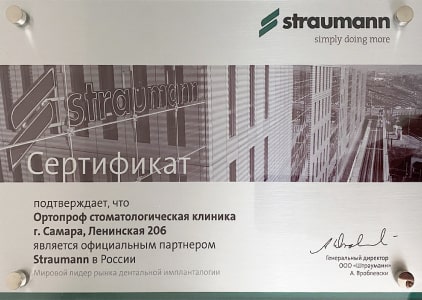 straumann
simply doing more
straumann
Сертификат
подтверждает, что
Ортопроф стоматологическая клиника
г. Самара, Ленинская 206
является официальным партнером
Straumann в России
Мировой лидер рынка дентальной имплантологии
Генеральный директор
ООО «Штрауманн»
А. Вроблевски